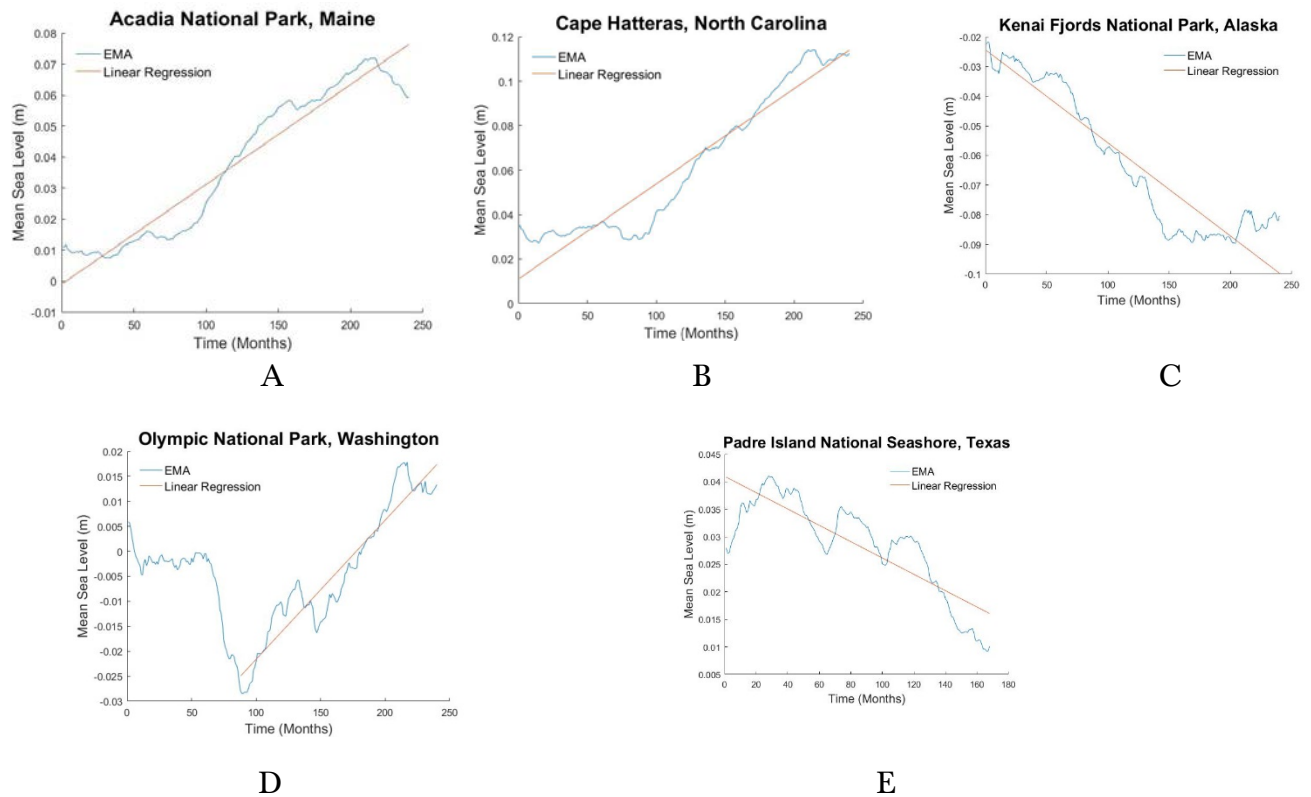 Acadia National Park, Maine
0.08
0.07
0.06
0.05
0.04
0.03
0.02
0.01
0
-0.01
Mean Sea Level (m)
EMA
Linear Regression
0 50 100 150 200 250
Time (Months)
A
Cape Hatteras, North Carolina
0.12
0.1
0.08
0.06
0.04
0.02
0
Mean Sea Level (m)
EMA
Linear Regression
0 50 100 150 200 250
Time (Months)
B
Kenai Fjords National Park, Alaska
-0.02
-0.03
-0.04
-0.05
-0.06
-0.07
-0.08
-0.09
-0.1
Mean Sea Level (m)
EMA
Linear Regression
0 50 100 150 200 250
Time (Months)
C
Olympic National Park, Washington
0.02
0.015
0.01
0.005
0
-0.005
-0.01
-0.015
-0.02
-0.025
-0.03
Mean Sea Level (m)
EMA
Linear Regression
0 50 100 150 200 250
Time (Months)
D
Padre Island National Seashore, Texas
0.045
0.04
0.035
0.03
0.025
0.02
0.015
0.01
0.005
Mean Sea Level (m)
EMA
Linear Regression
0 20 40 60 80 100 120 140 160 180
Time (Months)
E